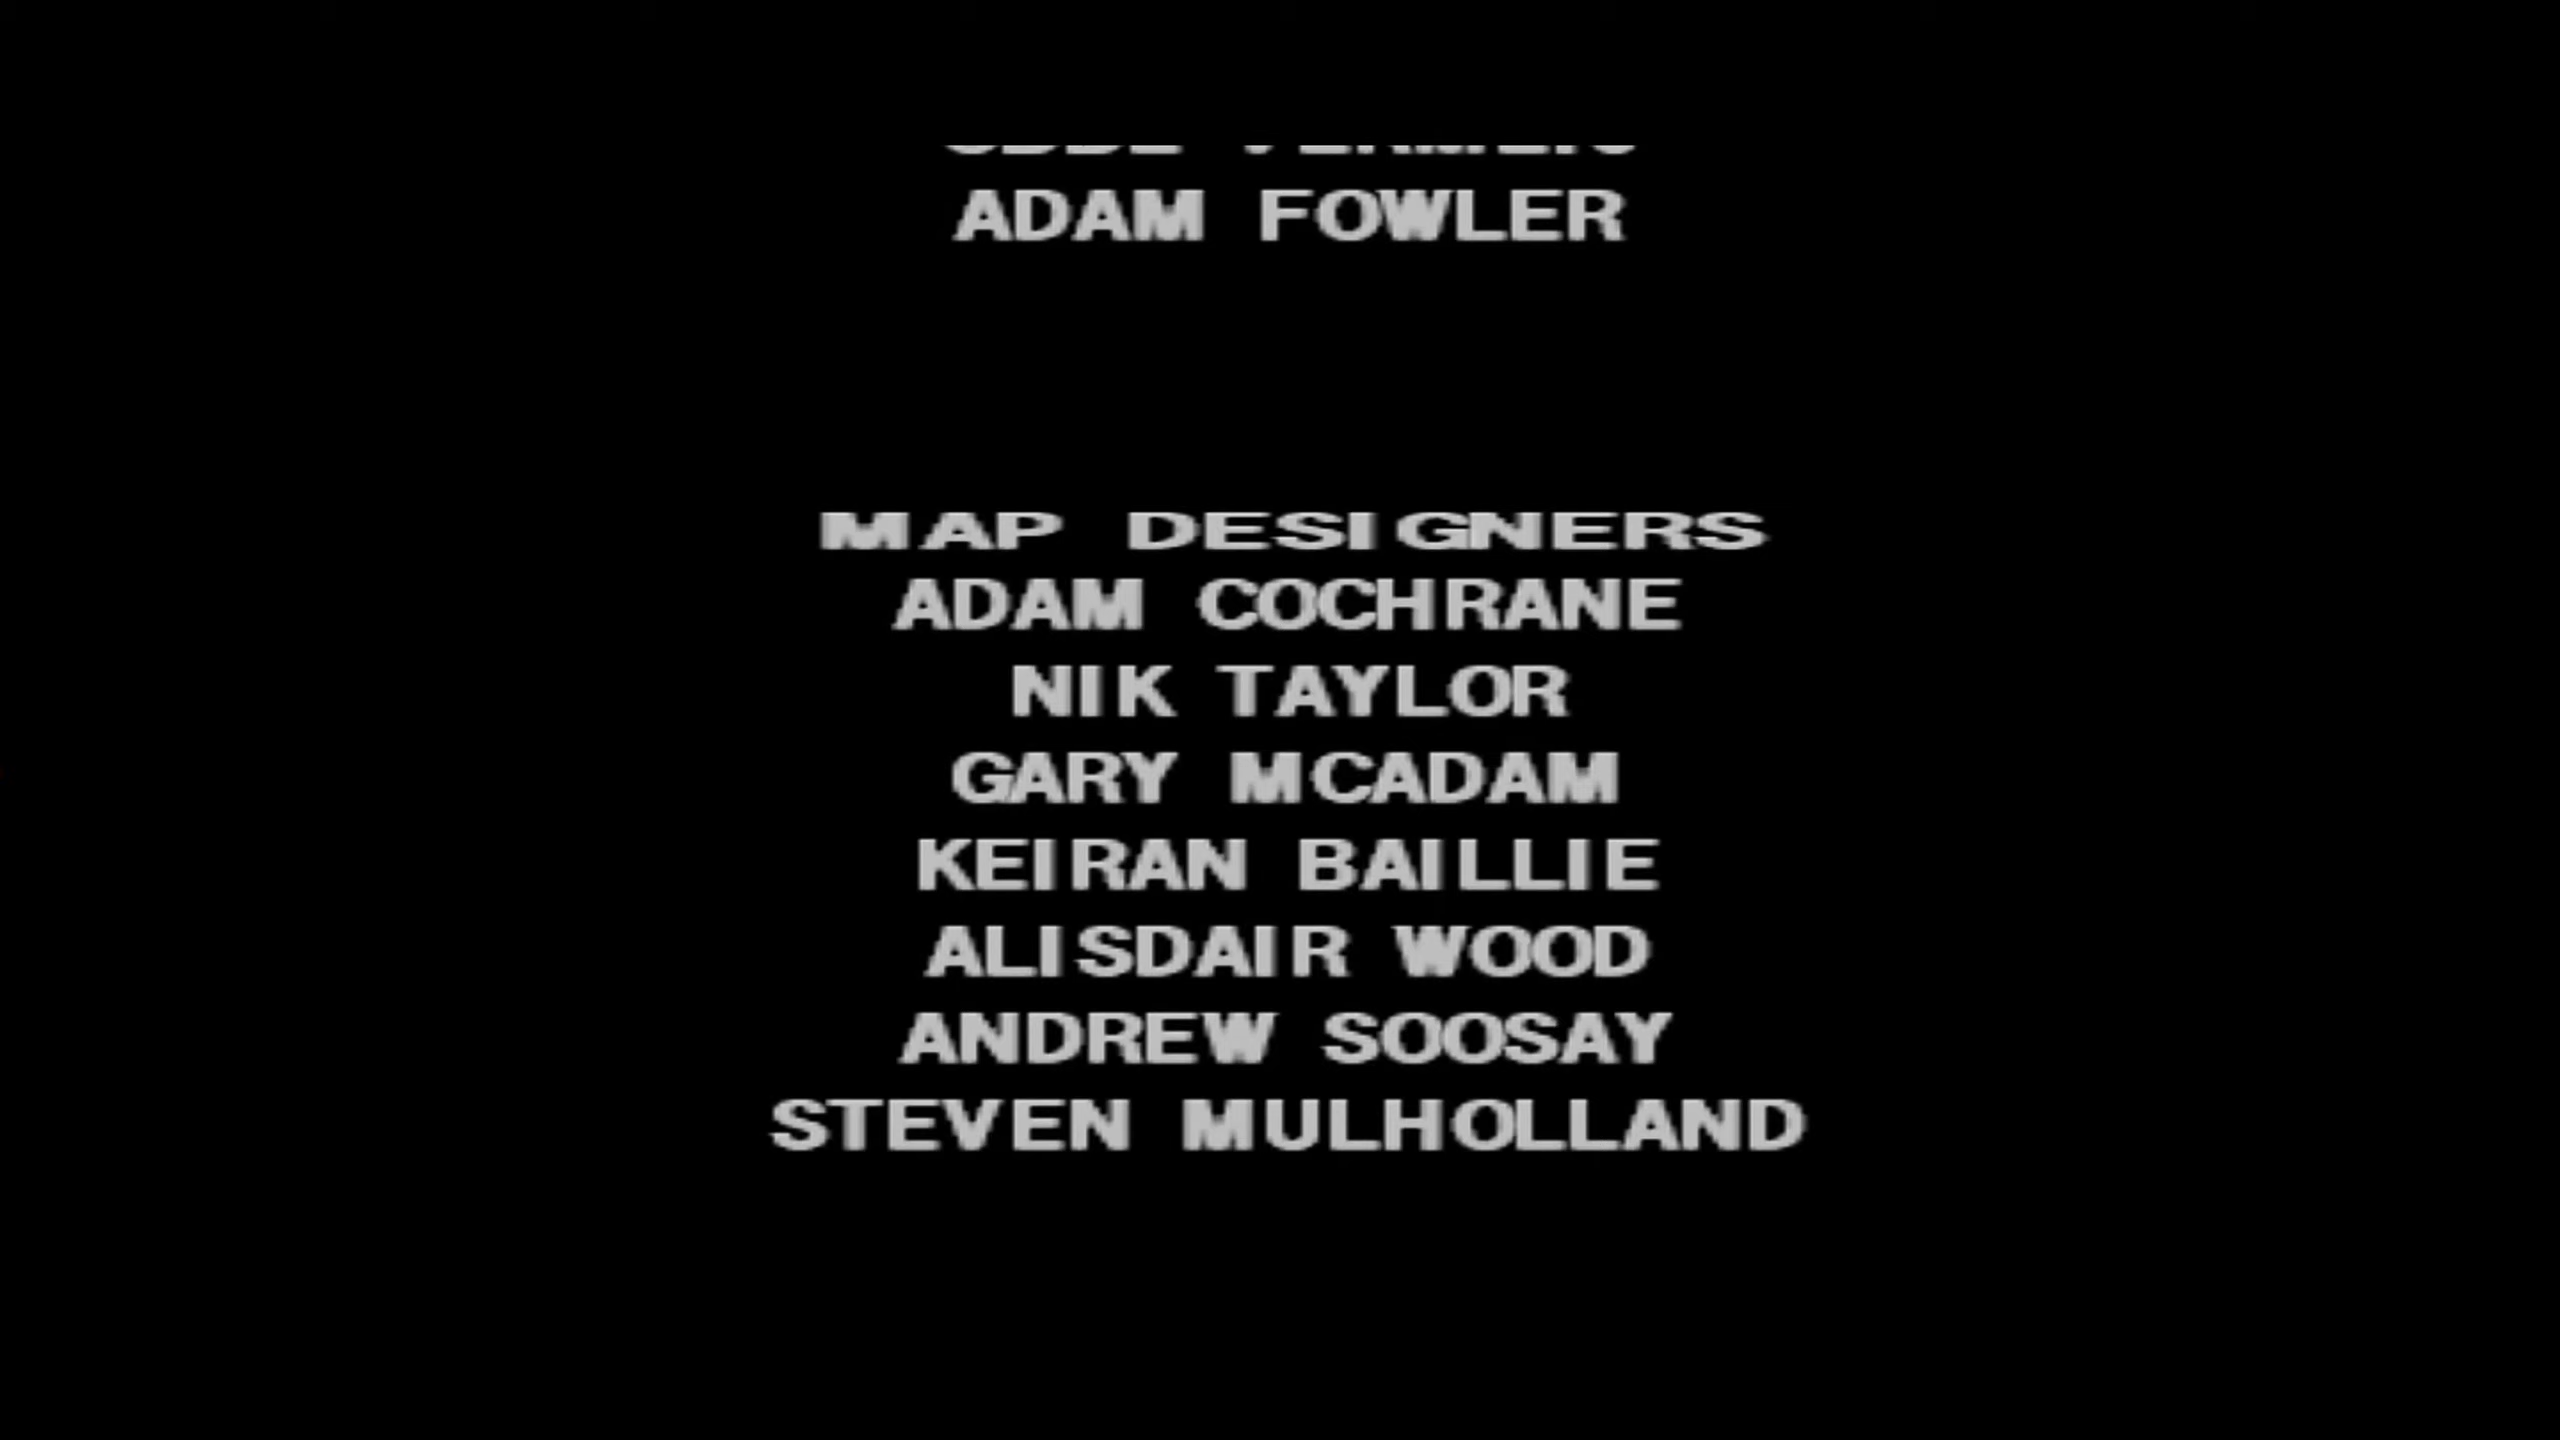 ADAM FOWLER
MAP DESIGNERS
ADAM COCHRANE
NIK TAYLOR
GARY MCADAM
KEIRAN BAILLIE
ALISDAIR WOOD
ANDREW SOOSAY
STEVEN MULHOLLAND